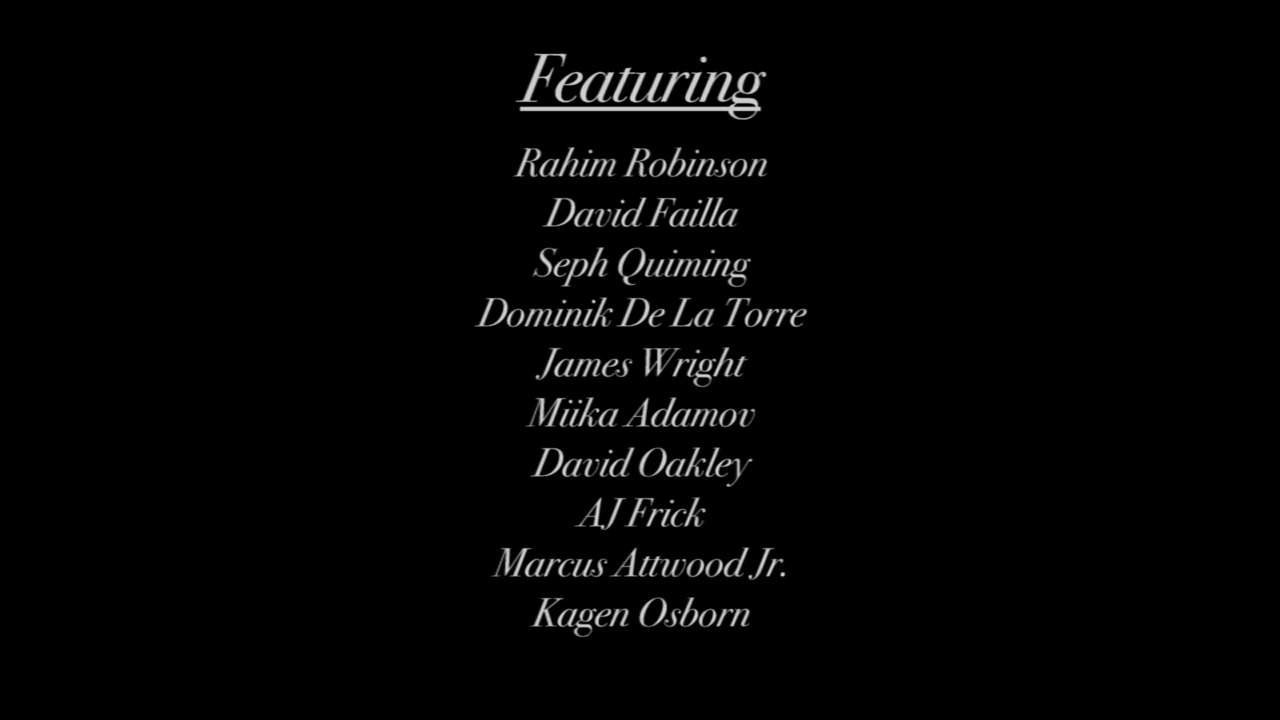 Featuring
Rahim Robinson
David Failla
Seph Quiming
Dominik De La Torre
James Wright
Miika Adamov
David Oakley
AJ Frick
Marcus Attwood Jr.
Kagen Osborn